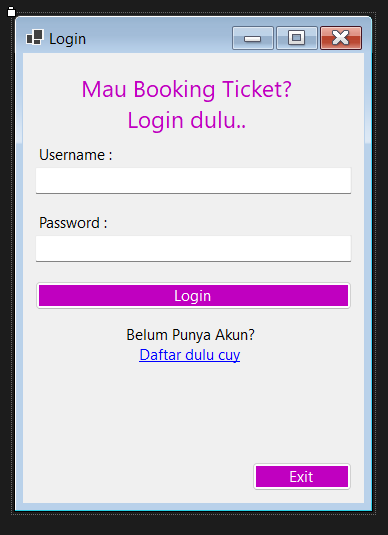 Login
Mau Booking Ticket?
Login dulu..
Username :
Password :
Login
Belum Punya Akun?
Daftar dulu cuy
Exit